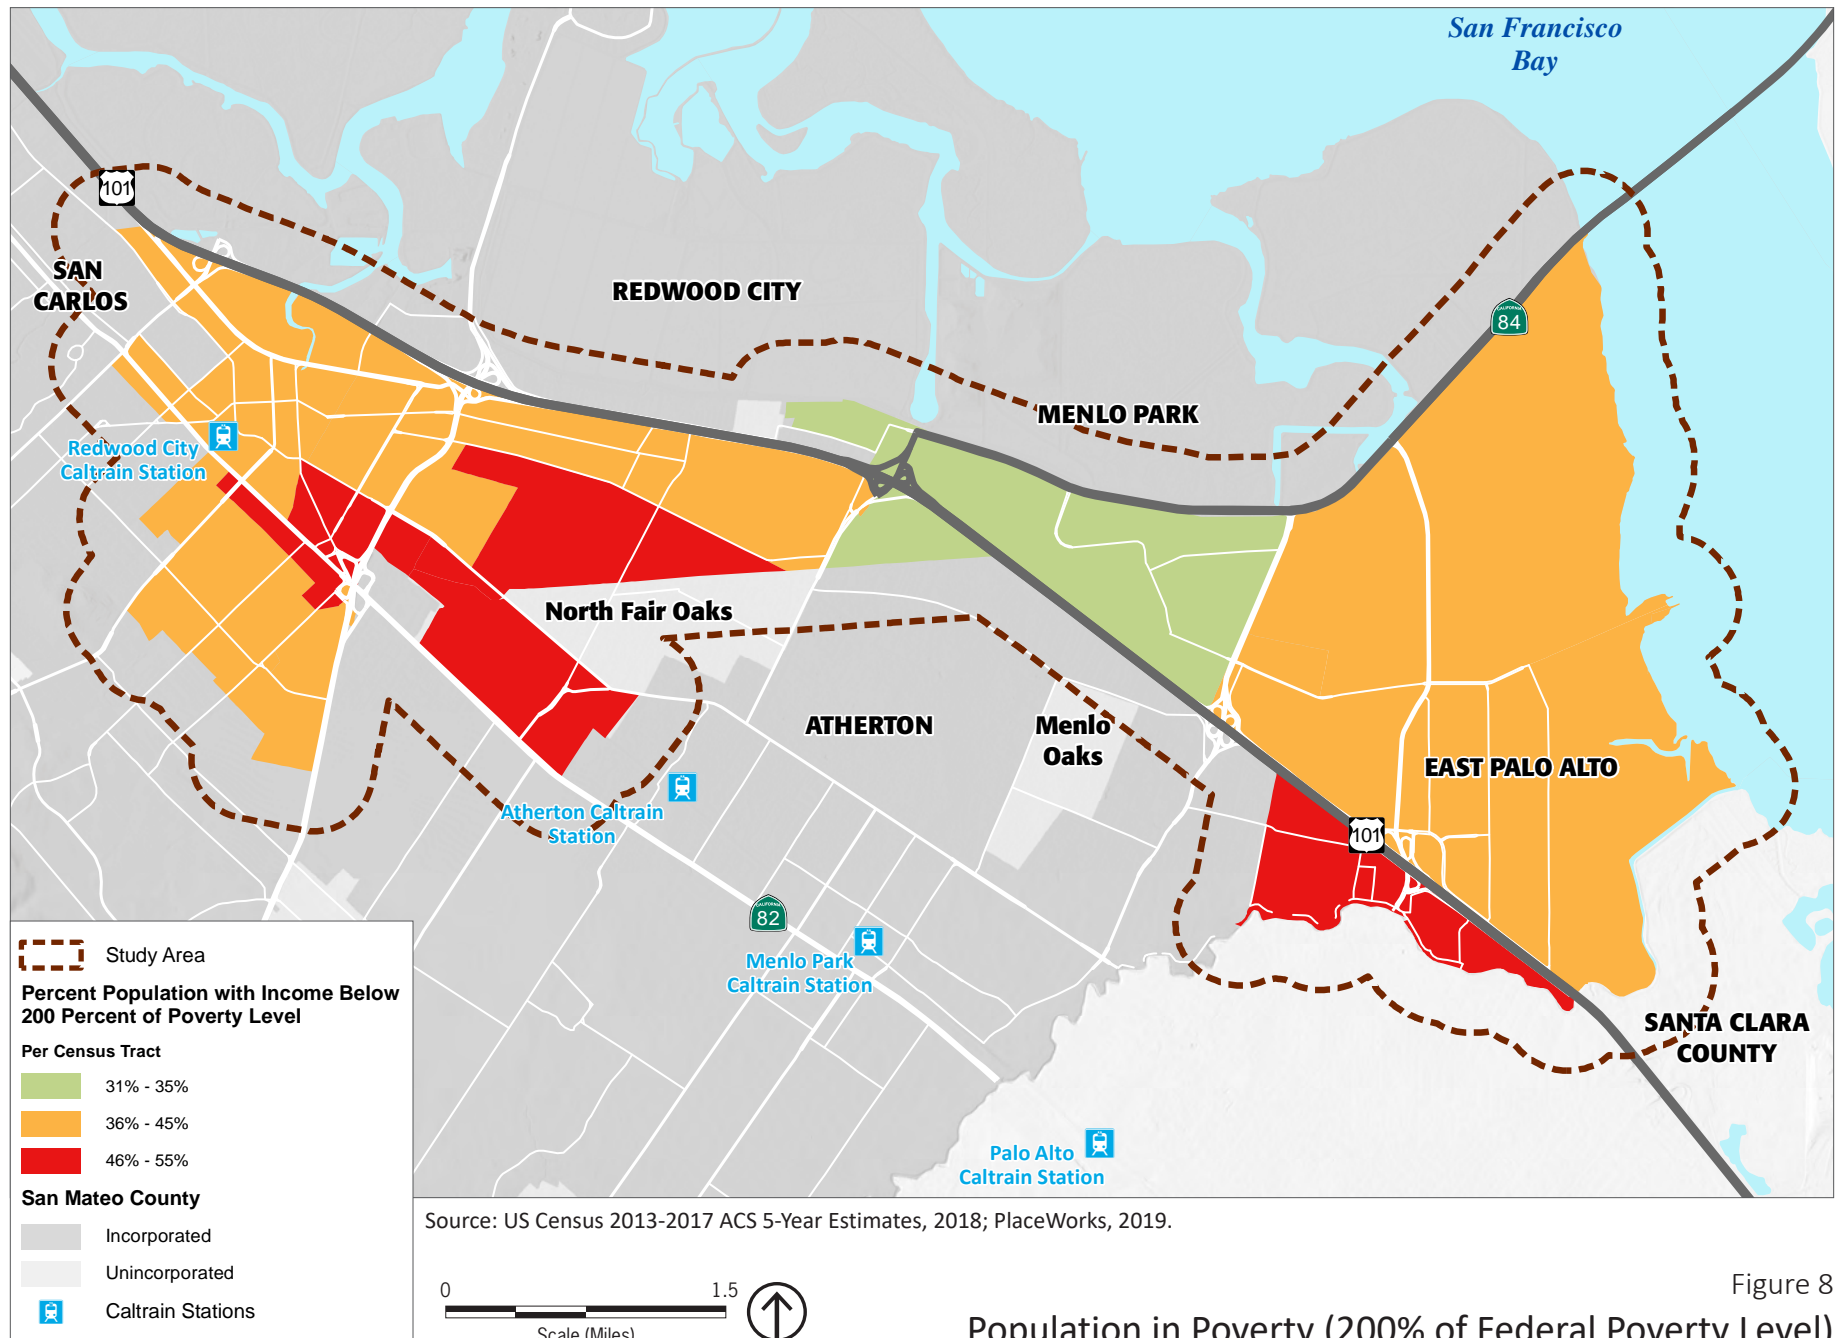 San Francisco
Bay
101
SAN
CARLOS
REDWOOD CITY
CALIFORNIA
84
MENLO PARK
Redwood City
Caltrain Station
North Fair Oaks
ATHERTON
Menlo
Oaks
EAST PALO ALTO
Atherton Caltrain
Station
101
CALIFORNIA
82
Menlo Park
Caltrain Station
SANTA CLARA
COUNTY
Palo Alto
Caltrain Station
Study Area
Percent Population with Income Below
200 Percent of Poverty Level
Per Census Tract
31% - 35%
36% - 45%
46% - 55%
San Mateo County
Incorporated
Unincorporated
Caltrain Stations
Source: US Census 2013-2017 ACS 5-Year Estimates, 2018; PlaceWorks, 2019.
0 1.5
Scale (Miles)
Figure 8
Population in Poverty (200% of Federal Poverty Level)